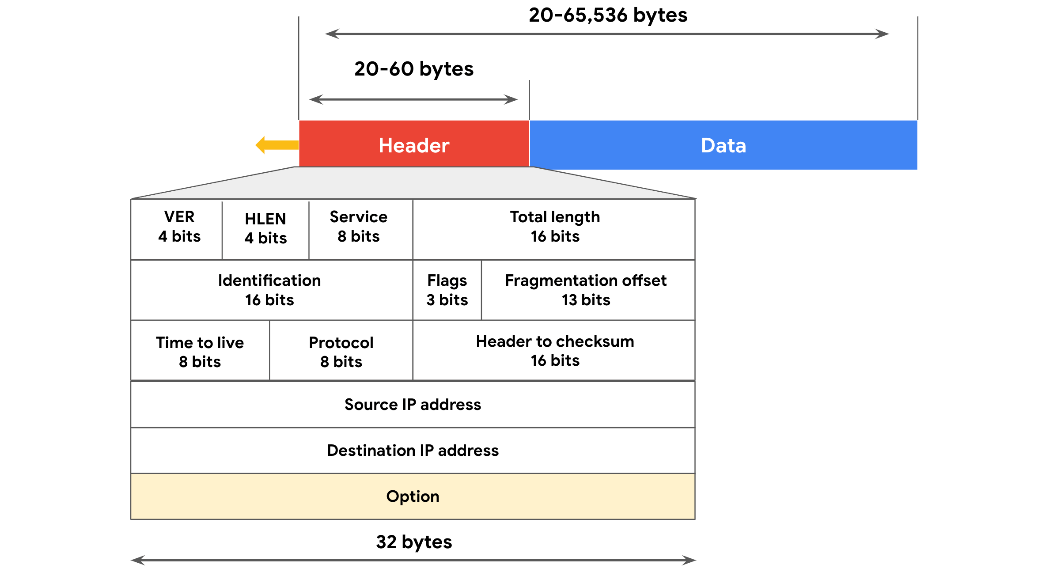 20-65,536 bytes
20-60 bytes
Header
Data
VER
4 bits
HLEN
4 bits
Service
8 bits
Total length
16 bits
Identification
16 bits
Flags
3 bits
Fragmentation offset
13 bits
Time to live
8 bits
Protocol
8 bits
Header to checksum
16 bits
Source IP address
Destination IP address
Option
32 bytes